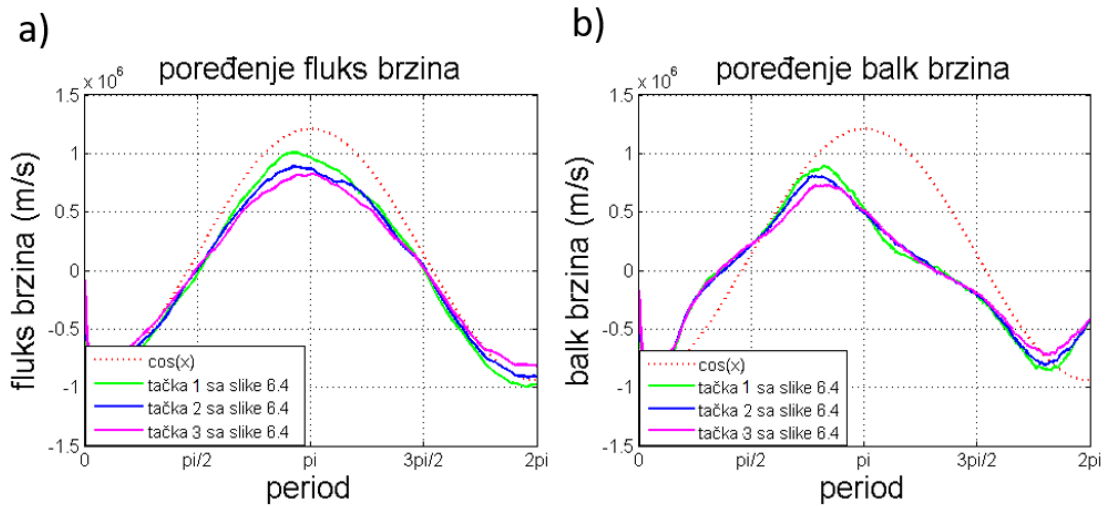 a)
poređenje fluks brzina
x 10^6
fluks brzina (m/s)
1.5
1
0.5
0
-0.5
-1
-1.5
cos(x)
tačka 1 sa slike 6.4
tačka 2 sa slike 6.4
tačka 3 sa slike 6.4
0 pi/2 pi 3pi/2 2pi
period
b)
poređenje balk brzina
x 10^6
balk brzina (m/s)
1.5
1
0.5
0
-0.5
-1
-1.5
cos(x)
tačka 1 sa slike 6.4
tačka 2 sa slike 6.4
tačka 3 sa slike 6.4
0 pi/2 pi 3pi/2 2pi
period